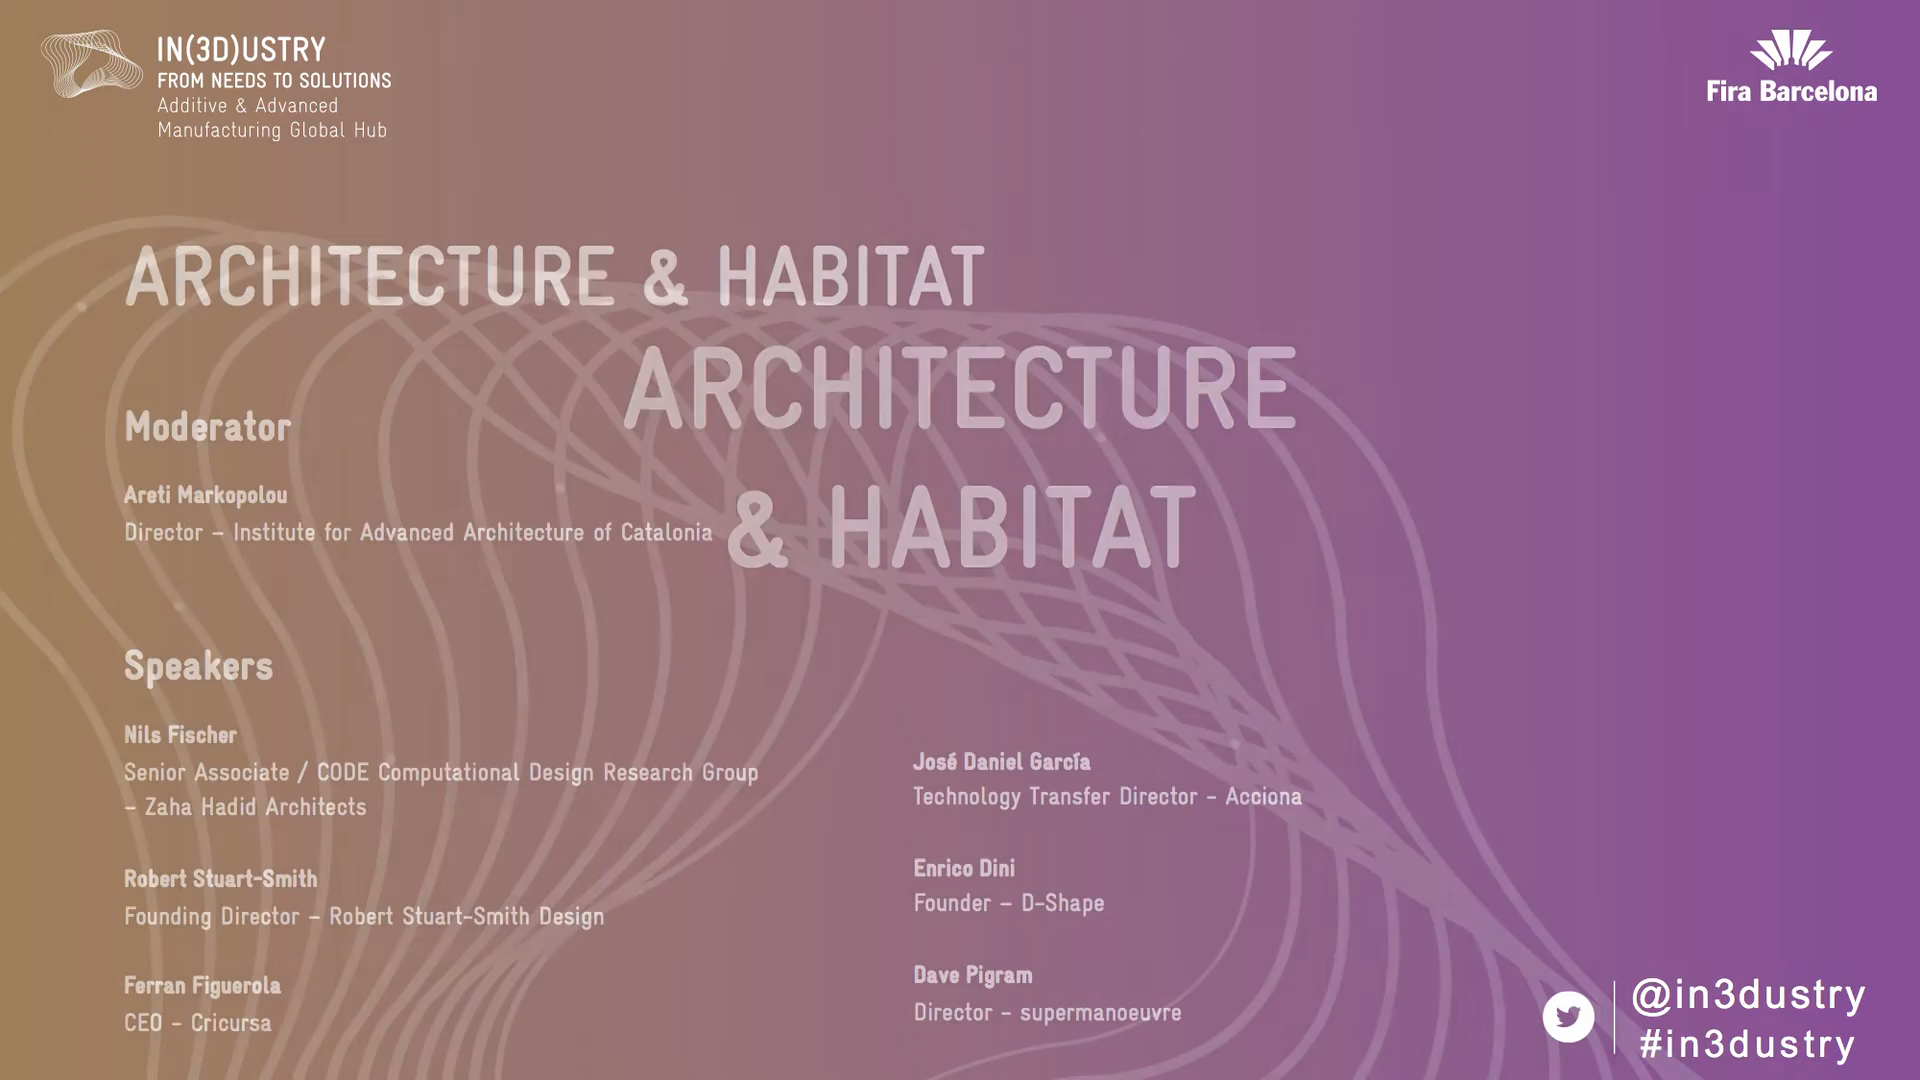 IN(3D)USTRY
FROM NEEDS TO SOLUTIONS
Additive & Advanced
Manufacturing Global Hub
Fira Barcelona
ARCHITECTURE & HABITAT
ARCHITECTURE
& HABITAT
Moderator
Areti Markopolou
Director – Institute for Advanced Architecture of Catalonia
Speakers
Nils Fischer
Senior Associate / CODE Computational Design Research Group
– Zaha Hadid Architects
Robert Stuart-Smith
Founding Director – Robert Stuart-Smith Design
Ferran Figuerola
CEO – Cricursa
José Daniel García
Technology Transfer Director – Acciona
Enrico Dini
Founder – D-Shape
Dave Pigram
Director – supermanoeuvre
@in3dustry
#in3dustry